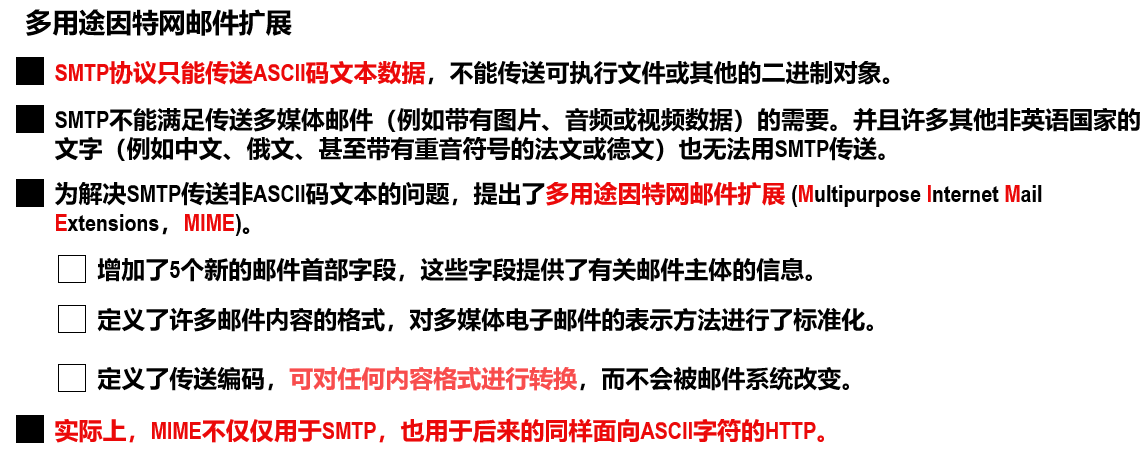 多用途因特网邮件扩展
SMTP协议只能传送ASCII码文本数据，不能传送可执行文件或其他的二进制对象。
SMTP不能满足传送多媒体邮件（例如带有图片、音频或视频数据）的需要。并且许多其他非英语国家的
文字（例如中文、俄文、甚至带有重音符号的法文或德文）也无法用SMTP传送。
为解决SMTP传送非ASCII码文本的问题，提出了多用途因特网邮件扩展 (Multipurpose Internet Mail
Extensions，MIME)。
增加了5个新的邮件首部字段，这些字段提供了有关邮件主体的信息。
定义了许多邮件内容的格式，对多媒体电子邮件的表示方法进行了标准化。
定义了传送编码，可对任何内容格式进行转换，而不会被邮件系统改变。
实际上，MIME不仅仅用于SMTP，也用于后来的同样面向ASCII字符的HTTP。